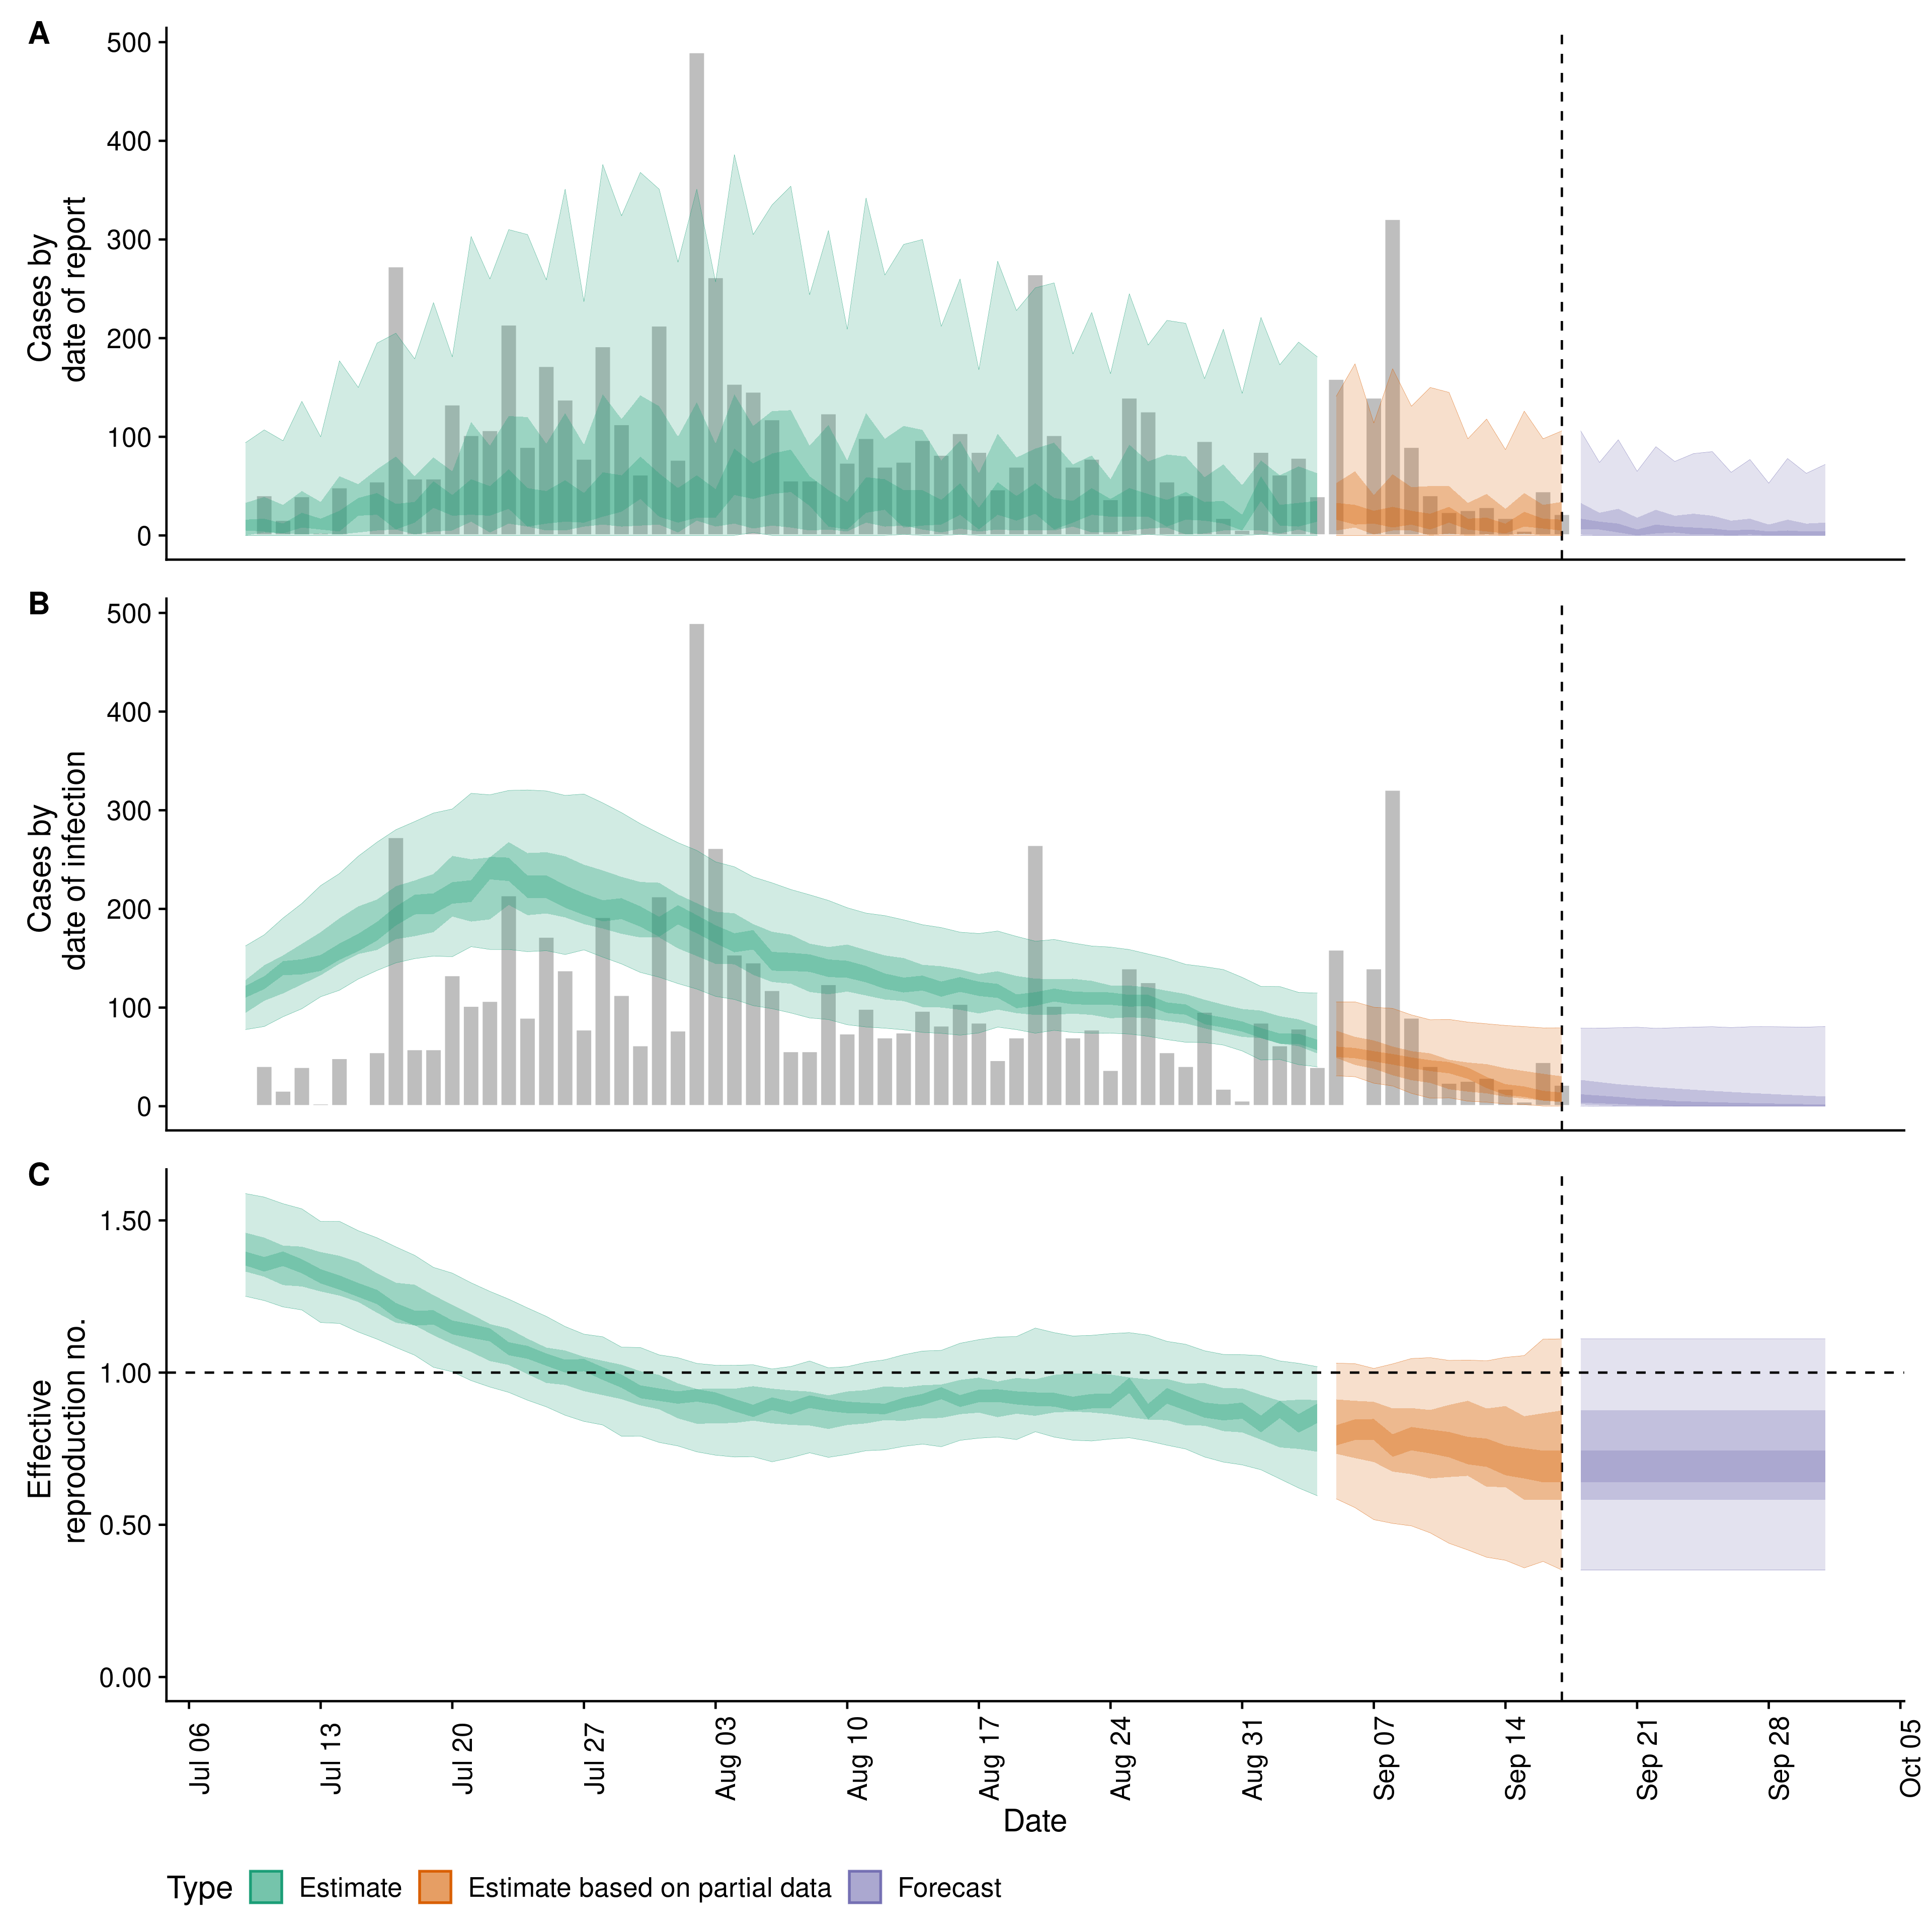 A
500
400
300
200
100
0
Cases by
date of report
B
500
400
300
200
100
0
Cases by
date of infection
C
1.50
1.00
0.50
0.00
Effective
reproduction no.
Jul 06
Jul 13
Jul 20
Jul 27
Aug 03
Aug 10
Aug 17
Aug 24
Aug 31
Sep 07
Sep 14
Sep 21
Sep 28
Oct 05
Date
Type Estimate Estimate based on partial data Forecast